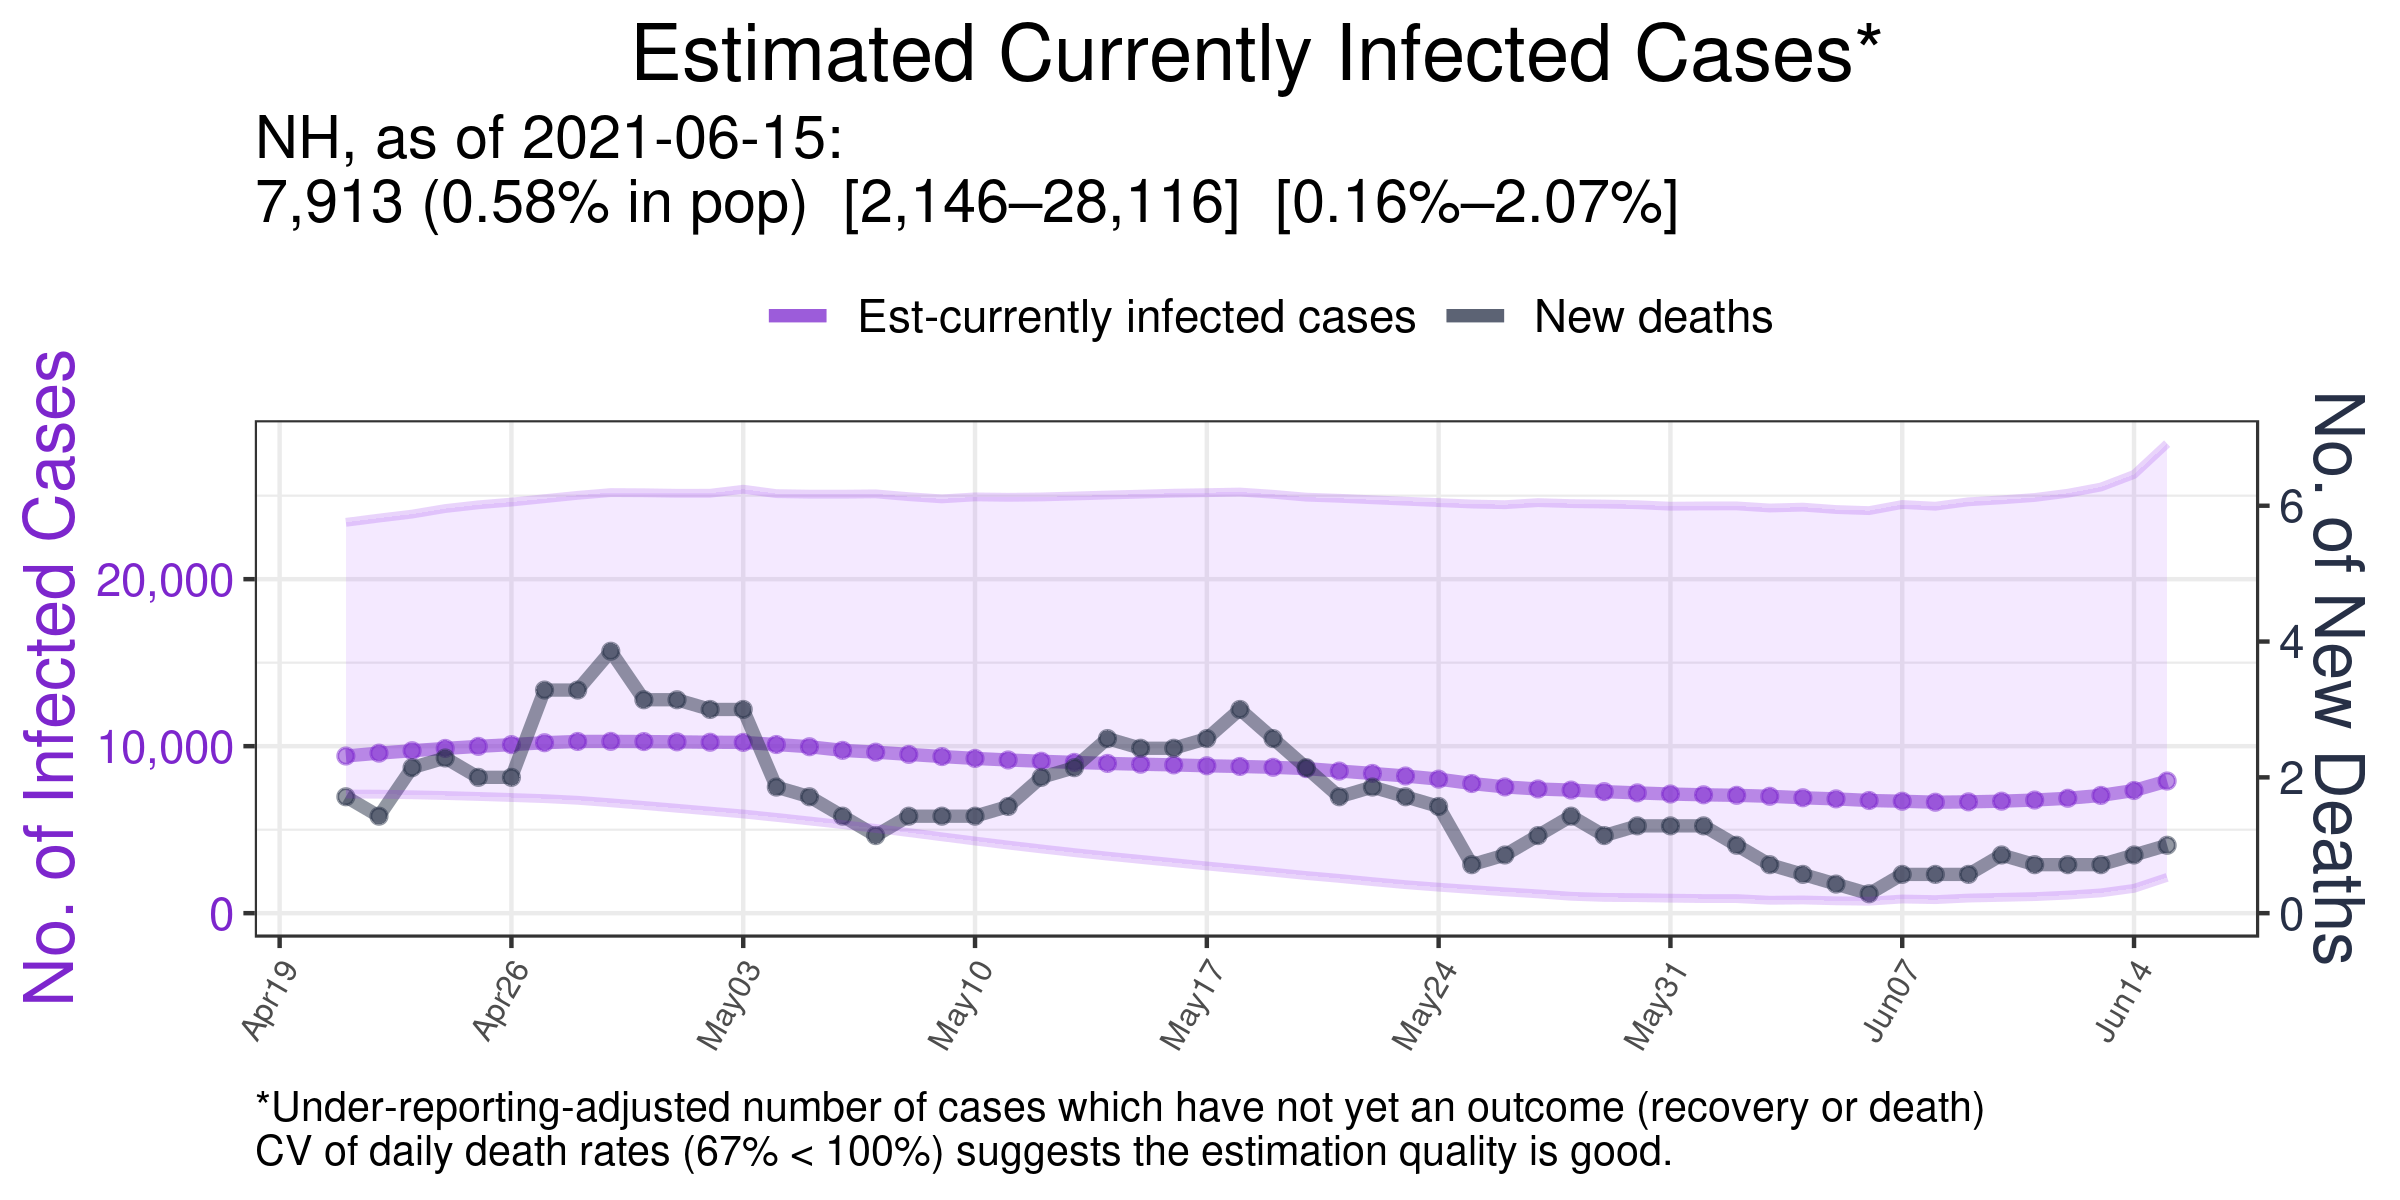 Estimated Currently Infected Cases*
NH, as of 2021-06-15:
7,913 (0.58% in pop)  [2,146–28,116]  [0.16%–2.07%]
Est-currently infected cases
New deaths
No. of Infected Cases
20,000
10,000
0
6
4
2
0
No. of New Deaths
Apr19
Apr26
May03
May10
May17
May24
May31
Jun07
Jun14
*Under-reporting-adjusted number of cases which have not yet an outcome (recovery or death)
CV of daily death rates (67% < 100%) suggests the estimation quality is good.